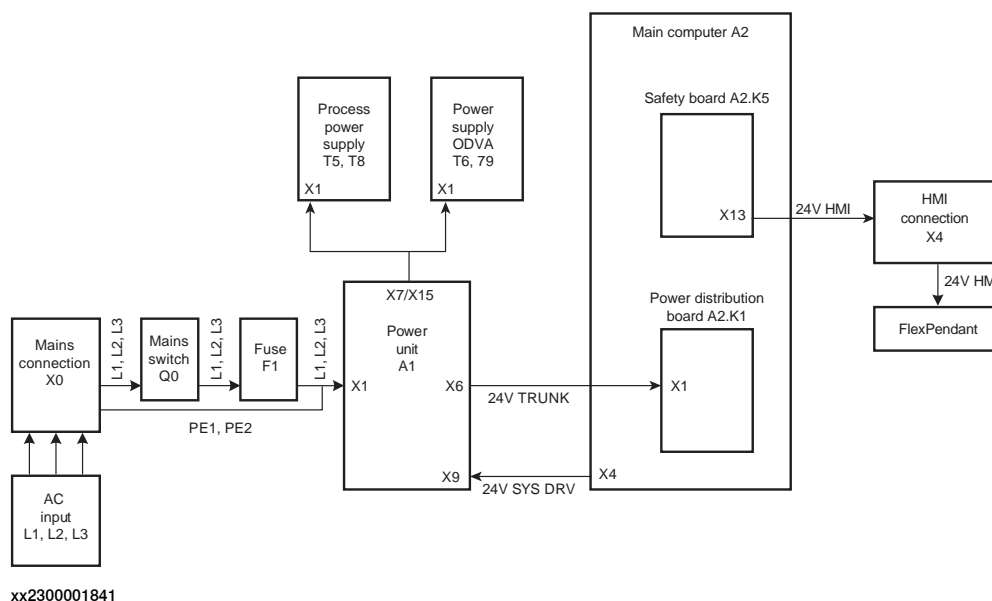 Main computer A2
Safety board A2.K5
X13
24V HMI
HMI
connection
X4
24V HM
FlexPendant
Process
power
supply
T5, T8
X1
Power
supply
ODVA
T6, 79
X1
X7/X15
Power
unit
A1
X1
X6
X9
Power distribution
board A2.K1
X1
24V TRUNK
X4
24V SYS DRV
Mains
connection
X0
L1, L2, L3
Mains
switch
Q0
L1, L2, L3
Fuse
F1
L1, L2, L3
PE1, PE2
AC
input
L1, L2, L3
xx2300001841